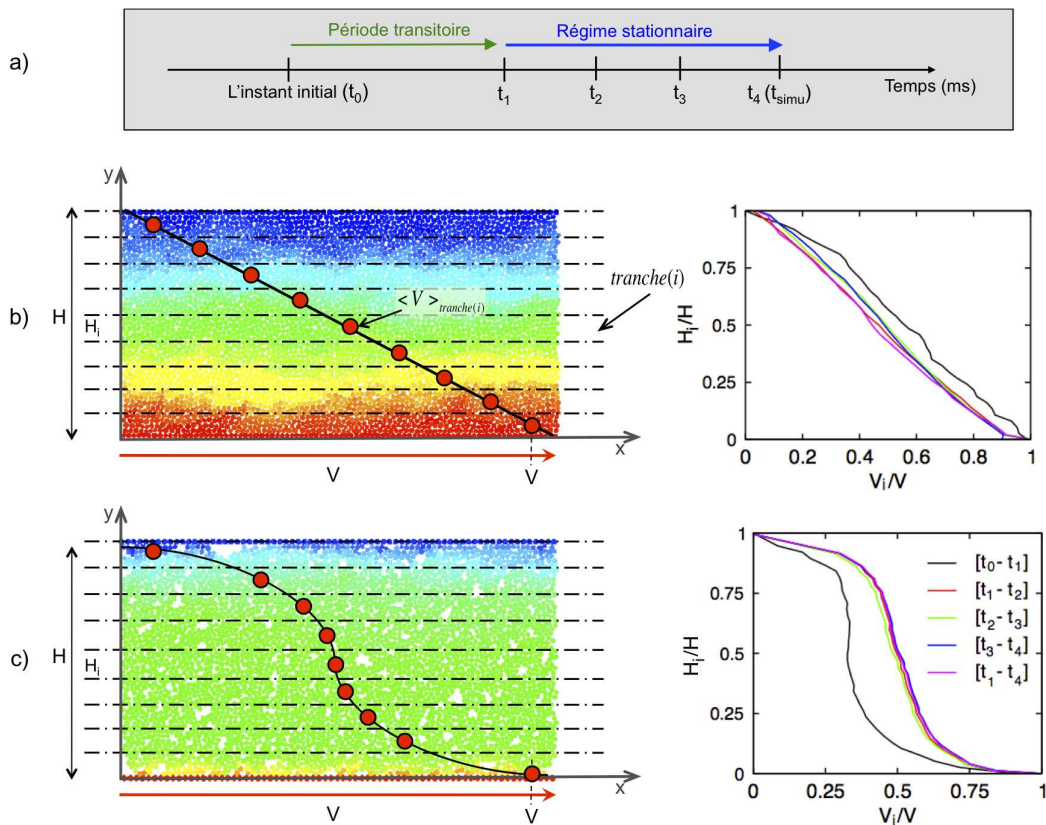 a)
Période transitoire
Régime stationnaire
L'instant initial (t0)
t1
t2
t3
t4 (tsimu)
Temps (ms)
b)
y
H
Hi
<V>tranche(i)
tranche(i)
x
V
V
Hi/H
1
0.75
0.5
0.25
0
0 0.2 0.4 0.6 0.8 1
Vi/V
c)
y
H
Hi
x
V
V
Hi/H
1
0.75
0.5
0.25
0
[t0- t1]
[t1- t2]
[t2- t3]
[t3- t4]
[t1- t4]
0 0.25 0.5 0.75 1
Vi/V